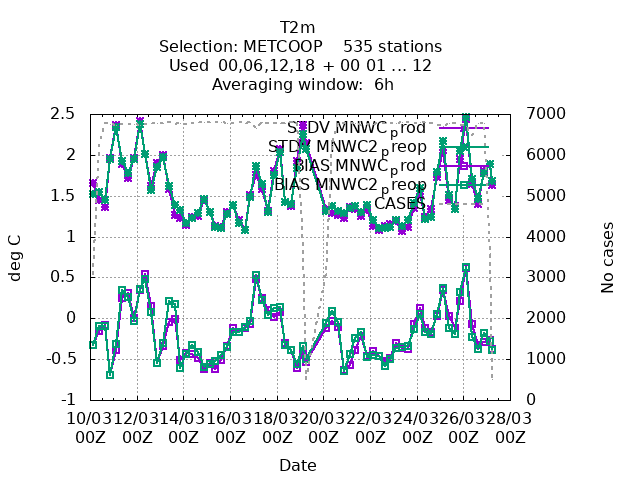 T2m
Selection: METCOOP    535 stations
Used  00,06,12,18 + 00 01 ... 12
Averaging window:  6h
2.5
2
1.5
1
0.5
0
-0.5
-1
deg C
7000
6000
5000
4000
3000
2000
1000
0
No cases
STDV MNWC_prod
STDV MNWC2_preop
BIAS MNWC_prod
BIAS MNWC2_preop
CASES
10/03 12/03 14/03 16/03 18/03 20/03 22/03 24/03 26/03 28/03
00Z 00Z 00Z 00Z 00Z 00Z 00Z 00Z 00Z 00Z
Date